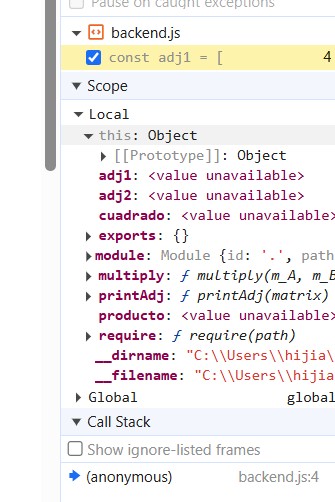 Pause on caught exceptions
backend.js
const adj1 = [ 4
Scope
Local
this: Object
[[Prototype]]: Object
adj1: <value unavailable>
adj2: <value unavailable>
cuadrado: <value unavailable>
exports: {}
module: Module {id: '.', path
multiply: ƒ multiply(m_A, m_B
printAdj: ƒ printAdj(matrix)
producto: <value unavailable>
require: ƒ require(path)
__dirname: "C:\\Users\\hijia\
__filename: "C:\\Users\\hijia\
Global global
Call Stack
Show ignore-listed frames
(anonymous) backend.js:4